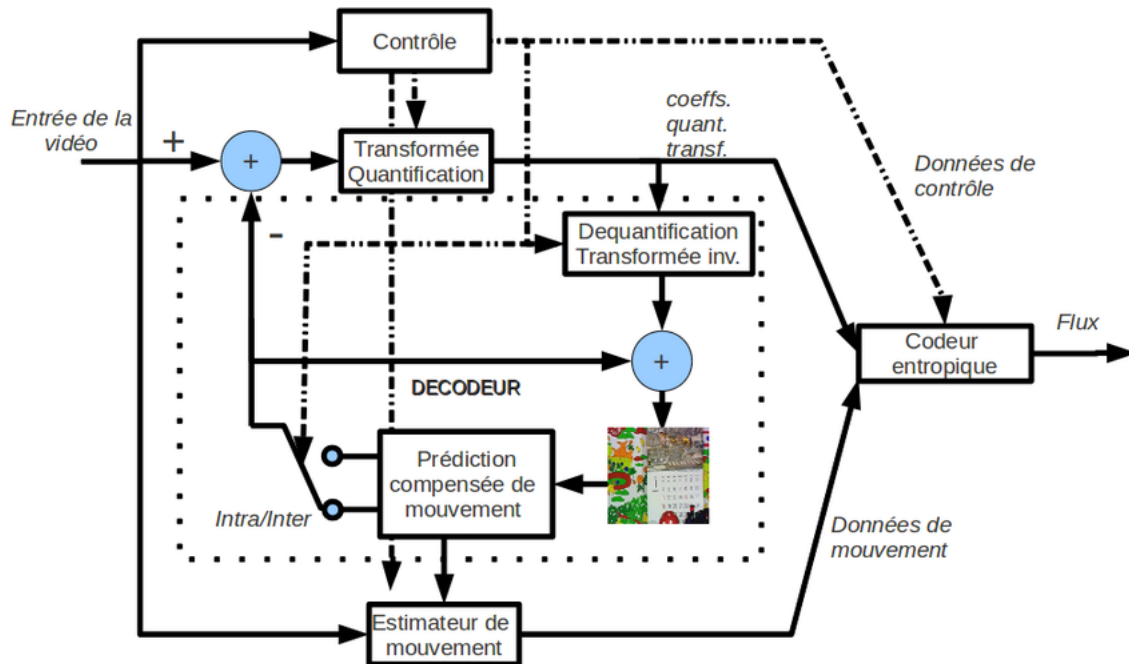 Contrôle
Entrée de la
vidéo
+
+
Transformée
Quantification
coeffs.
quant.
transf.
Données de
contrôle
-
Dequantification
Transformée inv.
+
DECODEUR
Codeur
entropique
Flux
Prédiction
compensée de
mouvement
Intra/Inter
Données de
mouvement
Estimateur de
mouvement